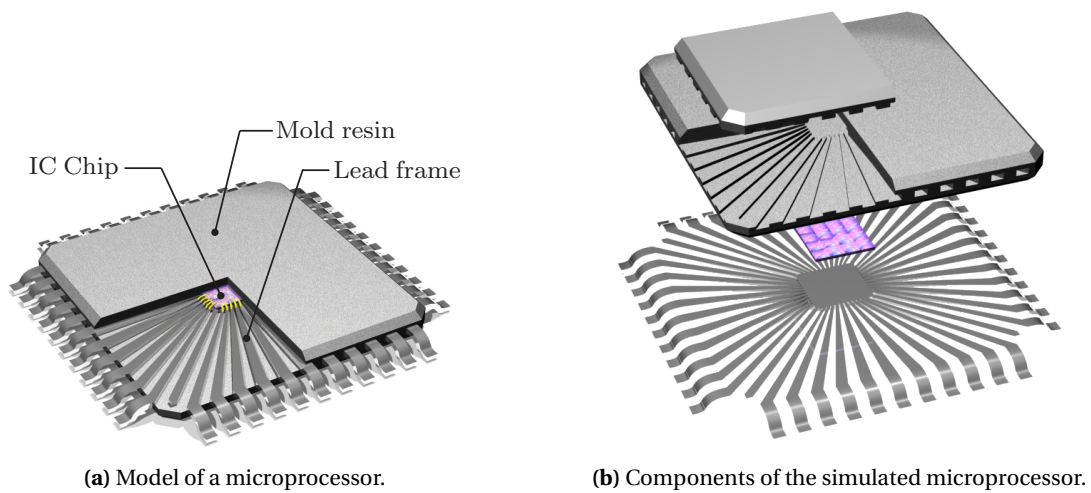 Mold resin
IC Chip
Lead frame
(a) Model of a microprocessor.
(b) Components of the simulated microprocessor.